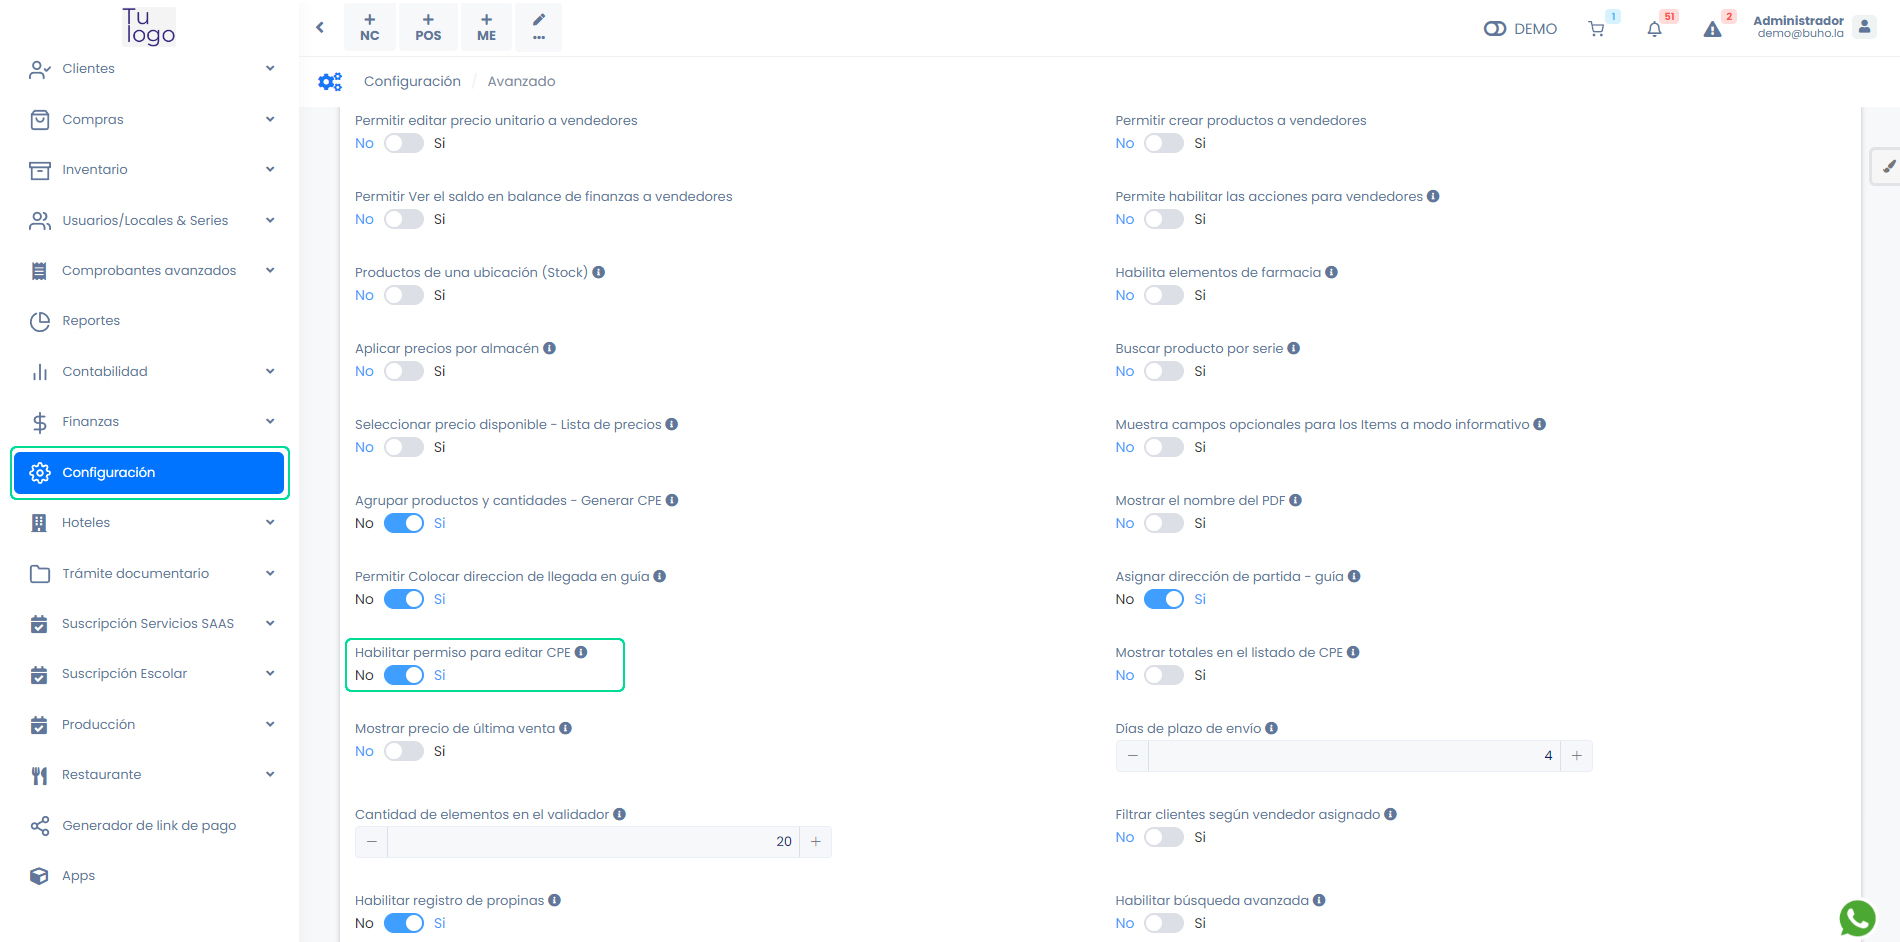 Tu
logo
NC
POS
ME
DEMO
1
51
2
Administrador
demo@buho.la
Configuración / Avanzado
Clientes
Compras
Inventario
Usuarios/Locales & Series
Comprobantes avanzados
Reportes
Contabilidad
Finanzas
Configuración
Hoteles
Trámite documentario
Suscripción Servicios SAAS
Suscripción Escolar
Producción
Restaurante
Generador de link de pago
Apps
Permitir editar precio unitario a vendedores
No Si
Permitir crear productos a vendedores
No Si
Permitir Ver el saldo en balance de finanzas a vendedores
No Si
Permite habilitar las acciones para vendedores
No Si
Productos de una ubicación (Stock)
No Si
Habilita elementos de farmacia
No Si
Aplicar precios por almacén
No Si
Buscar producto por serie
No Si
Seleccionar precio disponible - Lista de precios
No Si
Muestra campos opcionales para los Items a modo informativo
No Si
Agrupar productos y cantidades - Generar CPE
No Si
Mostrar el nombre del PDF
No Si
Permitir Colocar direccion de llegada en guía
No Si
Asignar dirección de partida - guía
No Si
Habilitar permiso para editar CPE
No Si
Mostrar totales en el listado de CPE
No Si
Mostrar precio de última venta
No Si
Días de plazo de envío
4
Cantidad de elementos en el validador
20
Filtrar clientes según vendedor asignado
No Si
Habilitar registro de propinas
No Si
Habilitar búsqueda avanzada
No Si